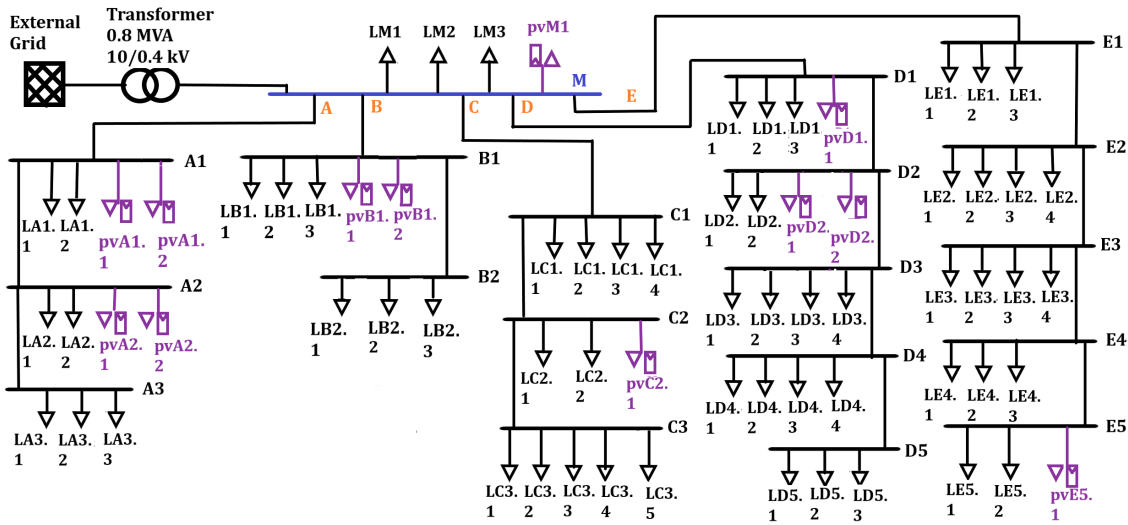 External
Grid
Transformer
0.8 MVA
10/0.4 kV
LM1
LM2
LM3
pvM1
M
A
B
C
D
E
A1
LA1.
1
LA1.
2
pvA1.
1
pvA1.
2
A2
LA2.
1
LA2.
2
pvA2.
1
pvA2.
2
A3
LA3.
1
LA3.
2
LA3.
3
B1
LB1.
1
LB1.
2
LB1.
3
pvB1.
1
pvB1.
2
B2
LB2.
1
LB2.
2
LB2.
3
C1
LC1.
1
LC1.
2
LC1.
3
LC1.
4
C2
LC2.
1
LC2.
2
pvC2.
1
C3
LC3.
1
LC3.
2
LC3.
3
LC3.
4
LC3.
5
D1
LD1.
1
LD1.
2
LD1
3
pvD1.
1
D2
LD2.
1
LD2.
2
pvD2.
1
pvD2.
2
D3
LD3.
1
LD3.
2
LD3.
3
LD3.
4
D4
LD4.
1
LD4.
2
LD4.
3
LD4.
4
D5
LD5.
1
LD5.
2
LD5.
3
E1
LE1.
1
LE1.
2
LE1.
3
E2
LE2.
1
LE2.
2
LE2.
3
LE2.
4
E3
LE3.
1
LE3.
2
LE3.
3
LE3.
4
E4
LE4.
1
LE4.
2
LE4.
3
E5
LE5.
1
LE5.
2
pvE5.
1